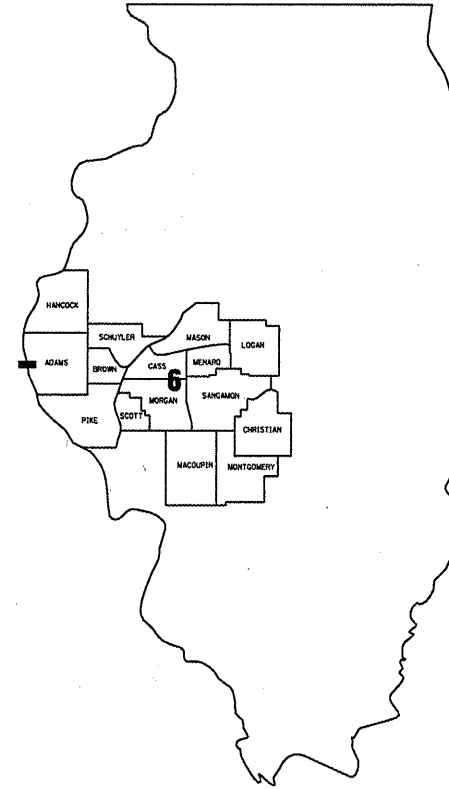 HANCOCK
SCHUYLER
MASON
LOGAN
ADAMS
BROWN
CASS
MENARD
6
PIKE
SCOTT
MORGAN
SANGAMON
CHRISTIAN
MACOUPIN
MONTGOMERY